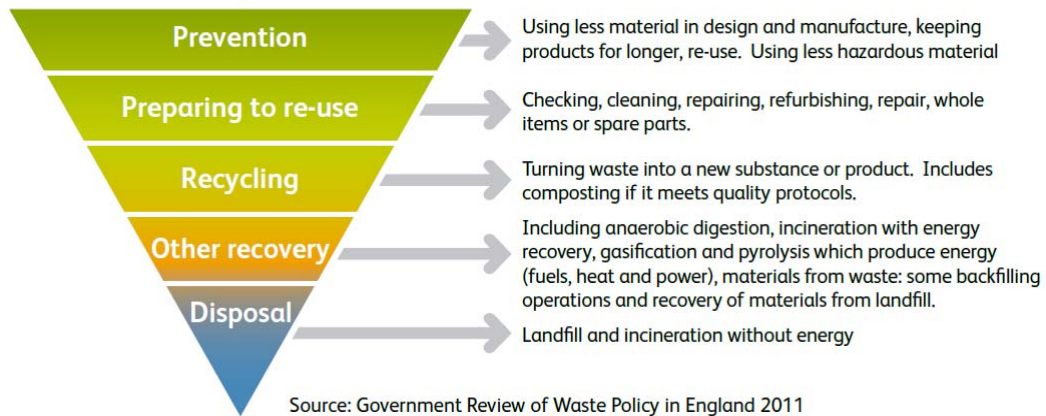 Prevention
Using less material in design and manufacture, keeping
products for longer, re-use. Using less hazardous material
Preparing to re-use
Checking, cleaning, repairing, refurbishing, repair, whole
items or spare parts.
Recycling
Turning waste into a new substance or product. Includes
composting if it meets quality protocols.
Other recovery
Including anaerobic digestion, incineration with energy
recovery, gasification and pyrolysis which produce energy
(fuels, heat and power), materials from waste: some backfilling
operations and recovery of materials from landfill.
Disposal
Landfill and incineration without energy
Source: Government Review of Waste Policy in England 2011